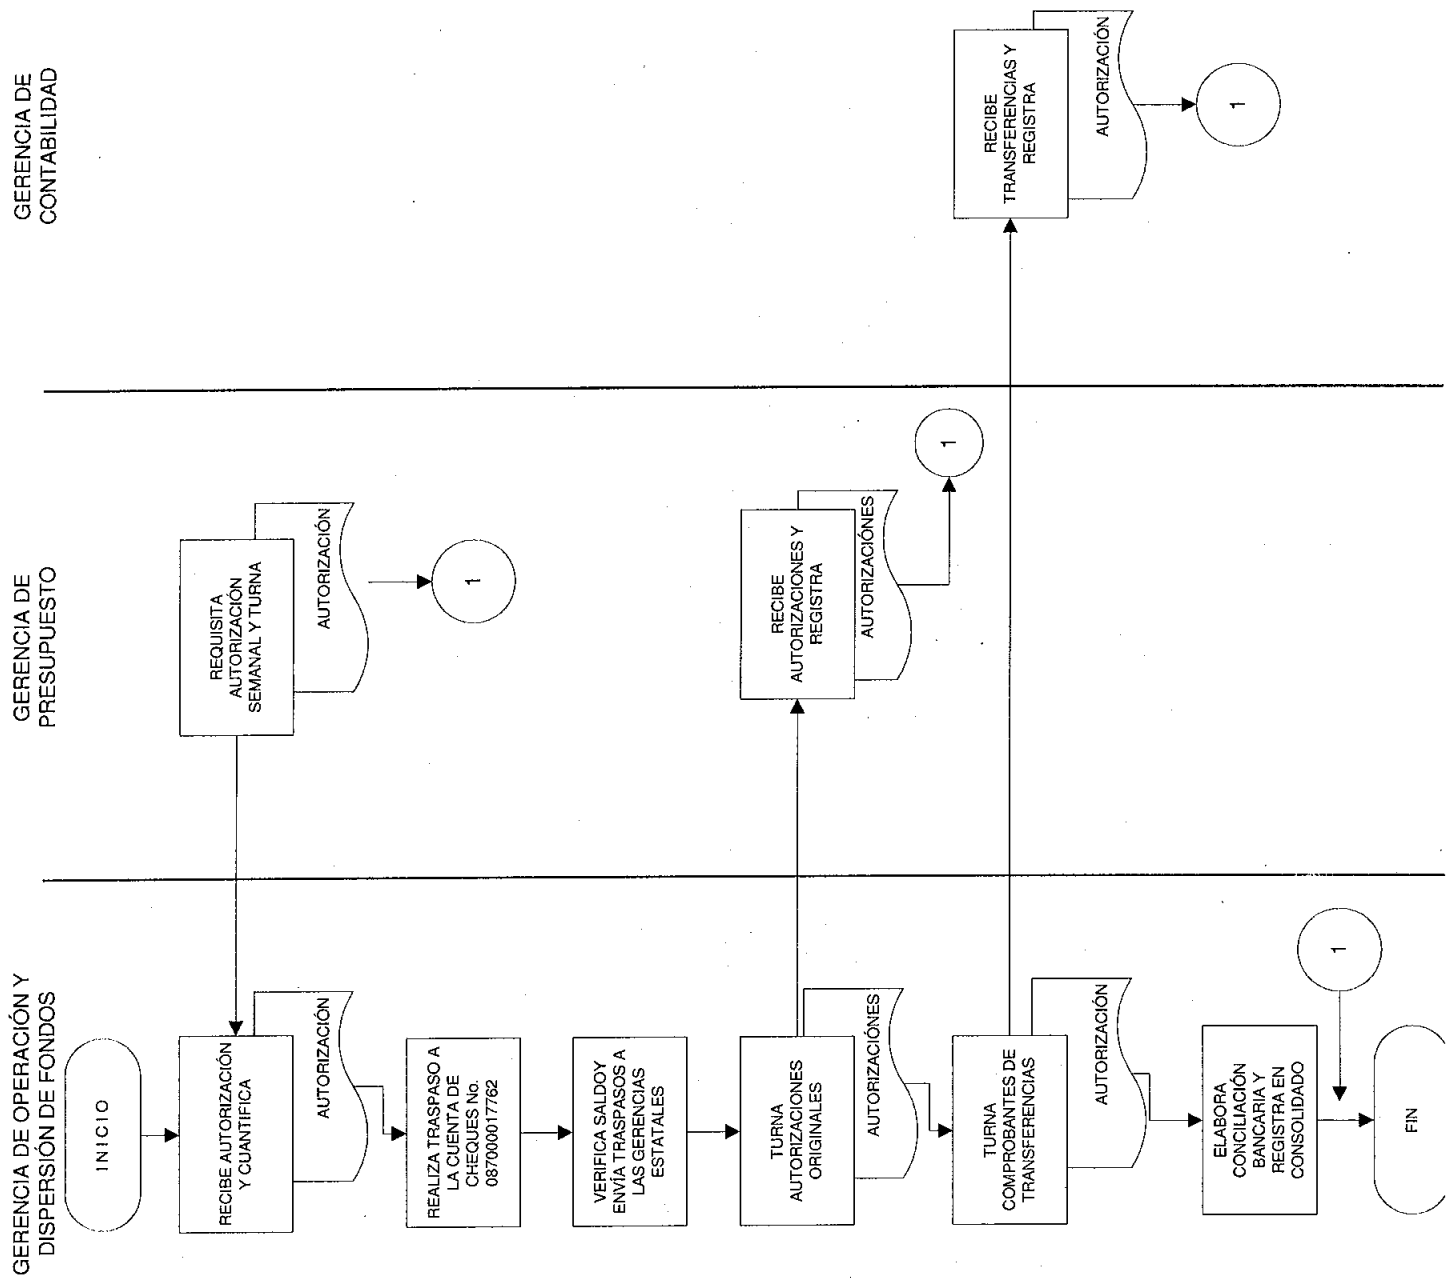 GERENCIA DE OPERACIÓN Y
DISPERSIÓN DE FONDOS
GERENCIA DE
PRESUPUESTO
GERENCIA DE
CONTABILIDAD
INICIO
RECIBE AUTORIZACIÓN
Y CUANTIFICA
AUTORIZACIÓN
REQUISITA
AUTORIZACIÓN
SEMANAL Y TURNA
AUTORIZACIÓN
1
REALIZA TRASPASO A
LA CUENTA DE
CHEQUES No.
08700001 7762
VERIFICA SALDOY
ENVÍA TRASPASOS A
LAS GERENCIAS
ESTATALES
TURNA
AUTORIZACIONES
ORIGINALES
AUTORIZACIÓNES
RECIBE
AUTORIZACIONES Y
REGISTRA
AUTORIZACIÓNES
1
TURNA
COMPROBANTES DE
TRANSFERENCIAS
AUTORIZACIÓN
RECIBE
TRANSFERENCIAS Y
REGISTRA
AUTORIZACIÓN
1
ELABORA
CONCILIACIÓN
BANCARIA Y
REGISTRA EN
CONSOLIDADO
1
FIN